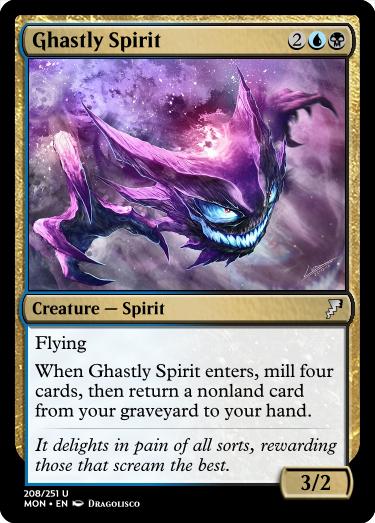 Ghastly Spirit 2
Creature — Spirit
Flying
When Ghastly Spirit enters, mill four
cards, then return a nonland card
from your graveyard to your hand.
It delights in pain of all sorts, rewarding
those that scream the best.
3/2
208/251 U
MON • EN Dragolisco